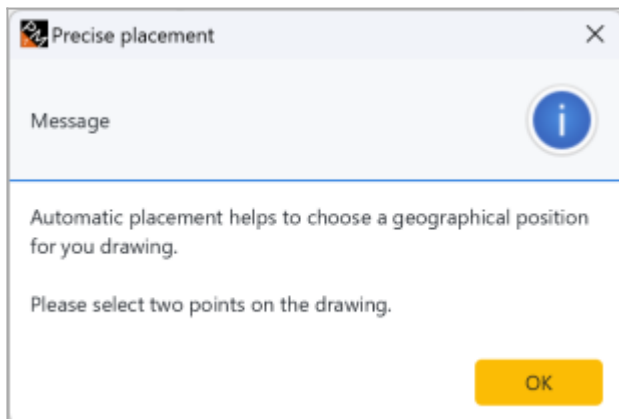 Precise placement
Message
Automatic placement helps to choose a geographical position
for you drawing.
Please select two points on the drawing.
OK